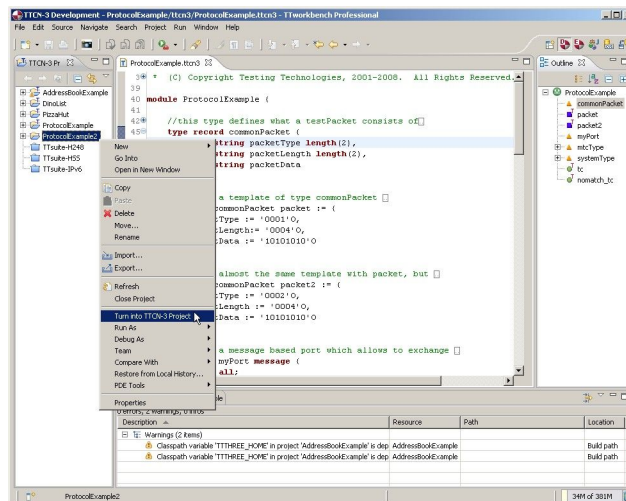 TTCN-3 Development - ProtocolExample/ttcn3/ProtocolExample.ttcn3 - TTworkbench Professional
File Edit Source Navigate Search Project Run Window Help
TTCN-3 Pr
AddressBookExample
DinoList
PizzaHut
ProtocolExample
ProtocolExample2
TTsuite-H248
TTsuite-HSS
TTsuite-IPv6
New
Go Into
Open in New Window
Copy
Paste
Delete
Move...
Rename
Import...
Export...
Refresh
Close Project
Turn into TTCN-3 Project
Run As
Debug As
Team
Compare With
Restore from Local History...
PDE Tools
Properties
ProtocolExample.ttcn3
3 * (C) Copyright Testing Technologies, 2001-2008. All Rights Reserved.
39
40 module ProtocolExample {
41
42 //this type defines what a testPacket consists of
45 type record commonPacket {
string packetType length(2),
string packetLength length(2),
string packetData
a template of type commonPacket
commonPacket packet := {
Type := '0001'O,
Length:= '0004'O,
Data := '10101010'O
almost the same template with packet, but
commonPacket packet2 := {
Type := '0002'O,
Length := '0004'O,
Data := '10101010'O
a message based port which allows to exchange
myPort message {
all;
Outline
ProtocolExample
commonPacket
packet
packet2
myPort
mtcType
systemType
tc
nomatch_tc
0 errors, 2 warnings, 0 infos
Description Resource Path Location
Warnings (2 items)
Classpath variable 'TTTHREE_HOME' in project 'AddressBookExample' is dep AddressBookExample Build path
Classpath variable 'TTTHREE_HOME' in project 'AddressBookExample' is dep AddressBookExample Build path
ProtocolExample2
34M of 381M